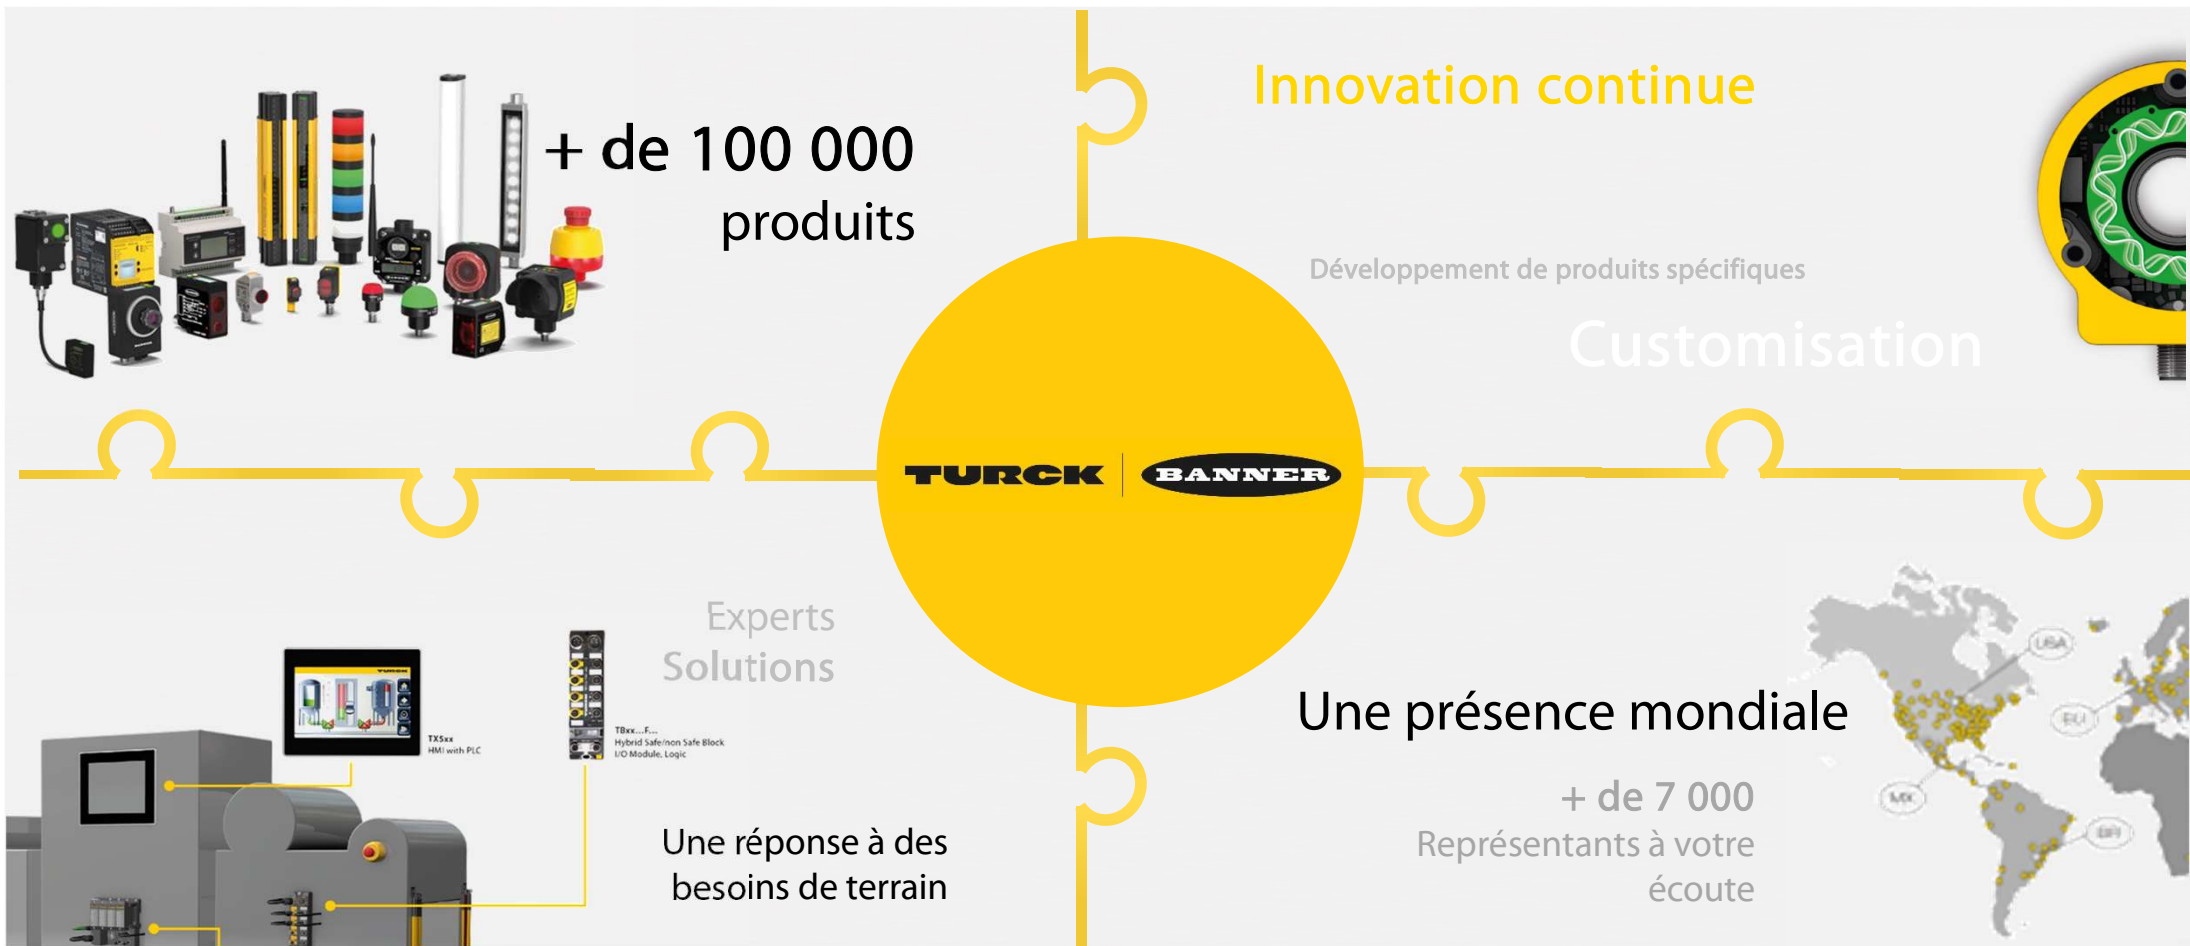 + de 100 000
produits
Innovation continue
Développement de produits spécifiques
Customisation
TURCK
BANNER
Experts
Solutions
TURCK
TX5xx
HMI with PLC
TBxx...F...
Hybrid Safe/non Safe Block
I/O Module, Logic
Une réponse à des
besoins de terrain
Une présence mondiale
+ de 7 000
Représentants à votre
écoute
USA
EU
MX
BR